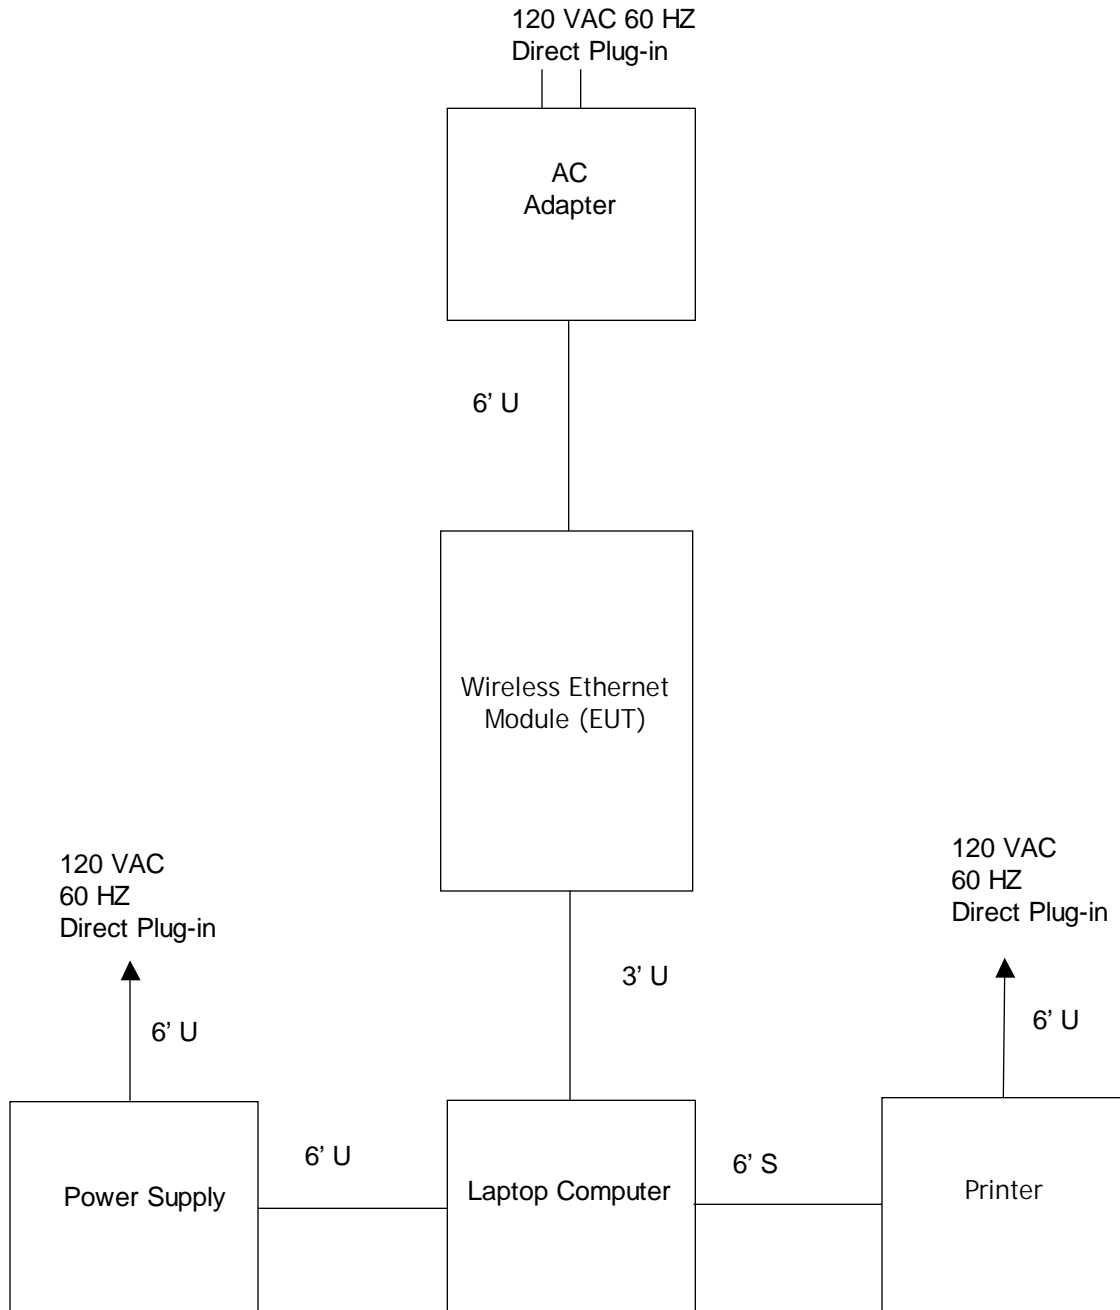 120 VAC 60 HZ
Direct Plug-in
AC
Adapter
6’ U
Wireless Ethernet
Module (EUT)
120 VAC
60 HZ
Direct Plug-in
120 VAC
60 HZ
Direct Plug-in
3’ U
6’ U
6’ U
6’ U
6’ S
Power Supply
Laptop Computer
Printer